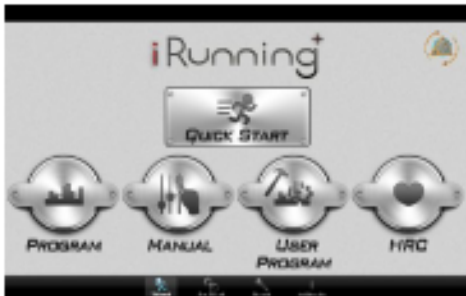 iRunning+
QUICK START
PROGRAM
MANUAL
USER
PROGRAM
HRC